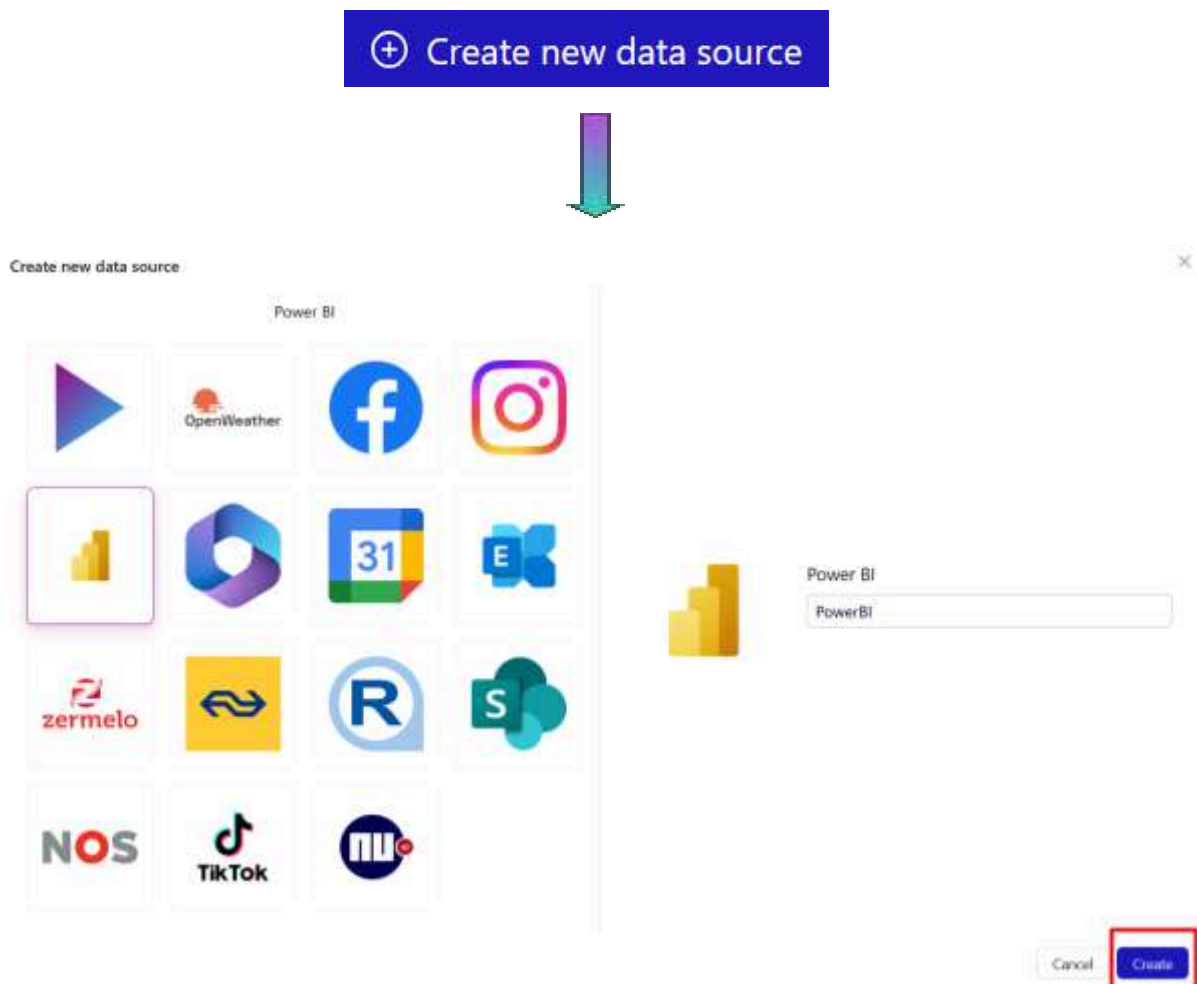 Create new data source
Create new data source
Power BI
OpenWeather
31
E
Power BI
PowerBI
zermelo
R
S
NOS
TikTok
nu
Cancel
Create